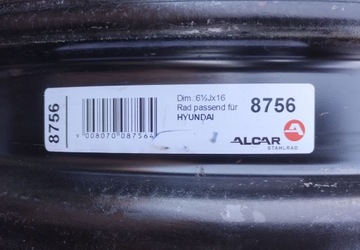 8756
9 008070 087564
Dim.:6½Jx16
Rad passend für
HYUNDAI
8756
ALCAR
STAHLRAD